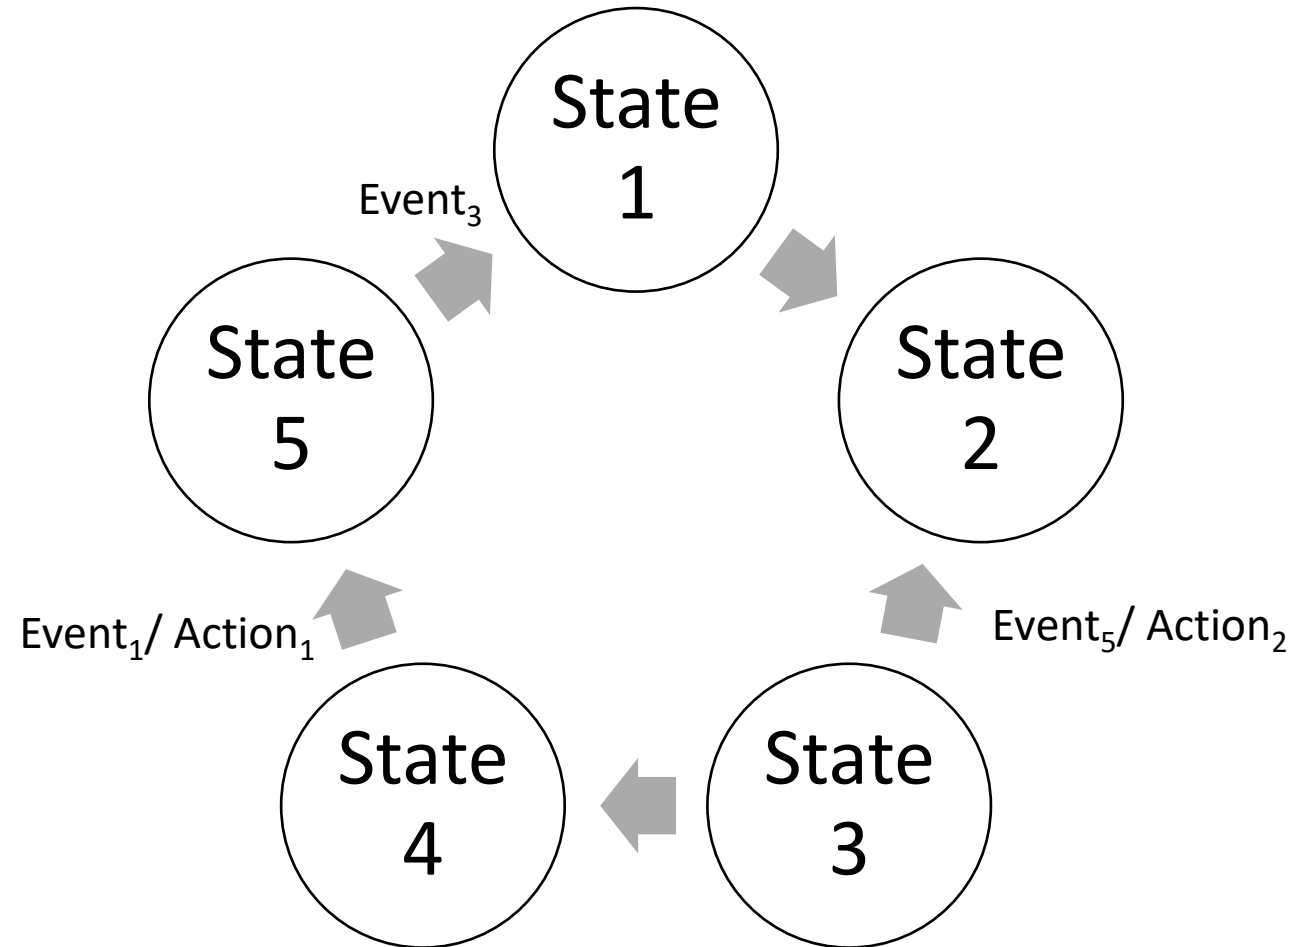 State
1
Event₃
State
5
State
2
Event₁/ Action₁
Event₅/ Action₂
State
4
State
3